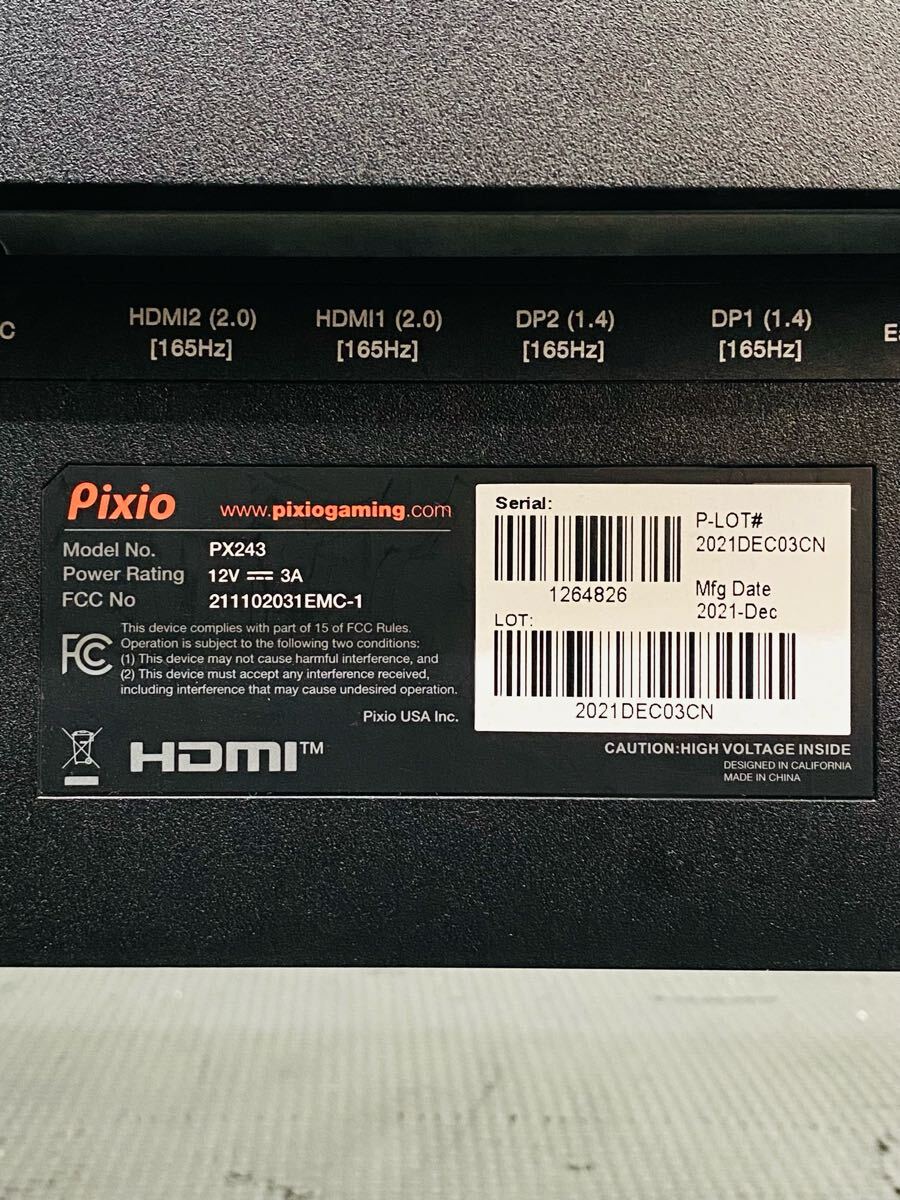 C HDMI2 (2.0) HDMI1 (2.0) DP2 (1.4) DP1 (1.4)
[165Hz] [165Hz] [165Hz] [165Hz]
Pixio www.pixiogaming.com
Model No. PX243
Power Rating 12V ⎓ 3A
FCC No 211102031EMC-1
FC This device complies with part of 15 of FCC Rules.
Operation is subject to the following two conditions:
(1) This device may not cause harmful interference, and
(2) This device must accept any interference received,
including interference that may cause undesired operation.
Pixio USA Inc.
HDMI™
Serial:
1264826
P-LOT#
2021DEC03CN
Mfg Date
2021-Dec
LOT:
2021DEC03CN
CAUTION:HIGH VOLTAGE INSIDE
DESIGNED IN CALIFORNIA
MADE IN CHINA